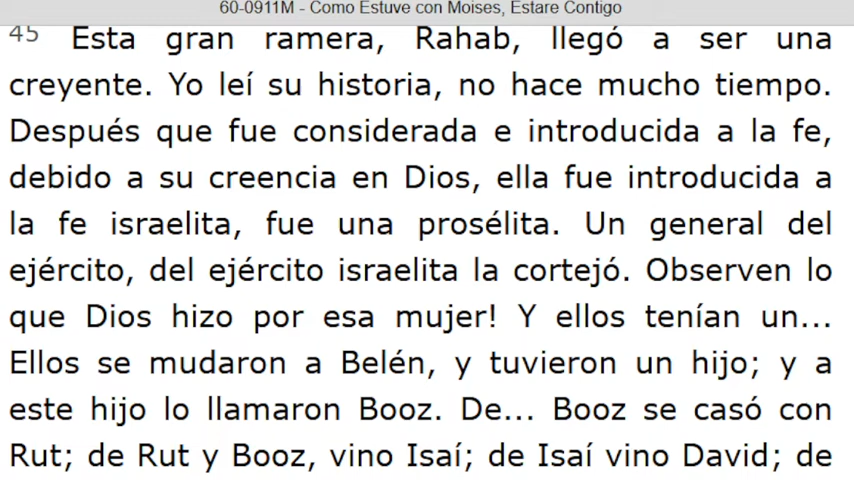 60-0911M - Como Estuve con Moises, Estare Contigo
45 Esta gran ramera, Rahab, llegó a ser una
creyente. Yo leí su historia, no hace mucho tiempo.
Después que fue considerada e introducida a la fe,
debido a su creencia en Dios, ella fue introducida a
la fe israelita, fue una prosélita. Un general del
ejército, del ejército israelita la cortejó. Observen lo
que Dios hizo por esa mujer! Y ellos tenían un...
Ellos se mudaron a Belén, y tuvieron un hijo; y a
este hijo lo llamaron Booz. De... Booz se casó con
Rut; de Rut y Booz, vino Isaí; de Isaí vino David; de